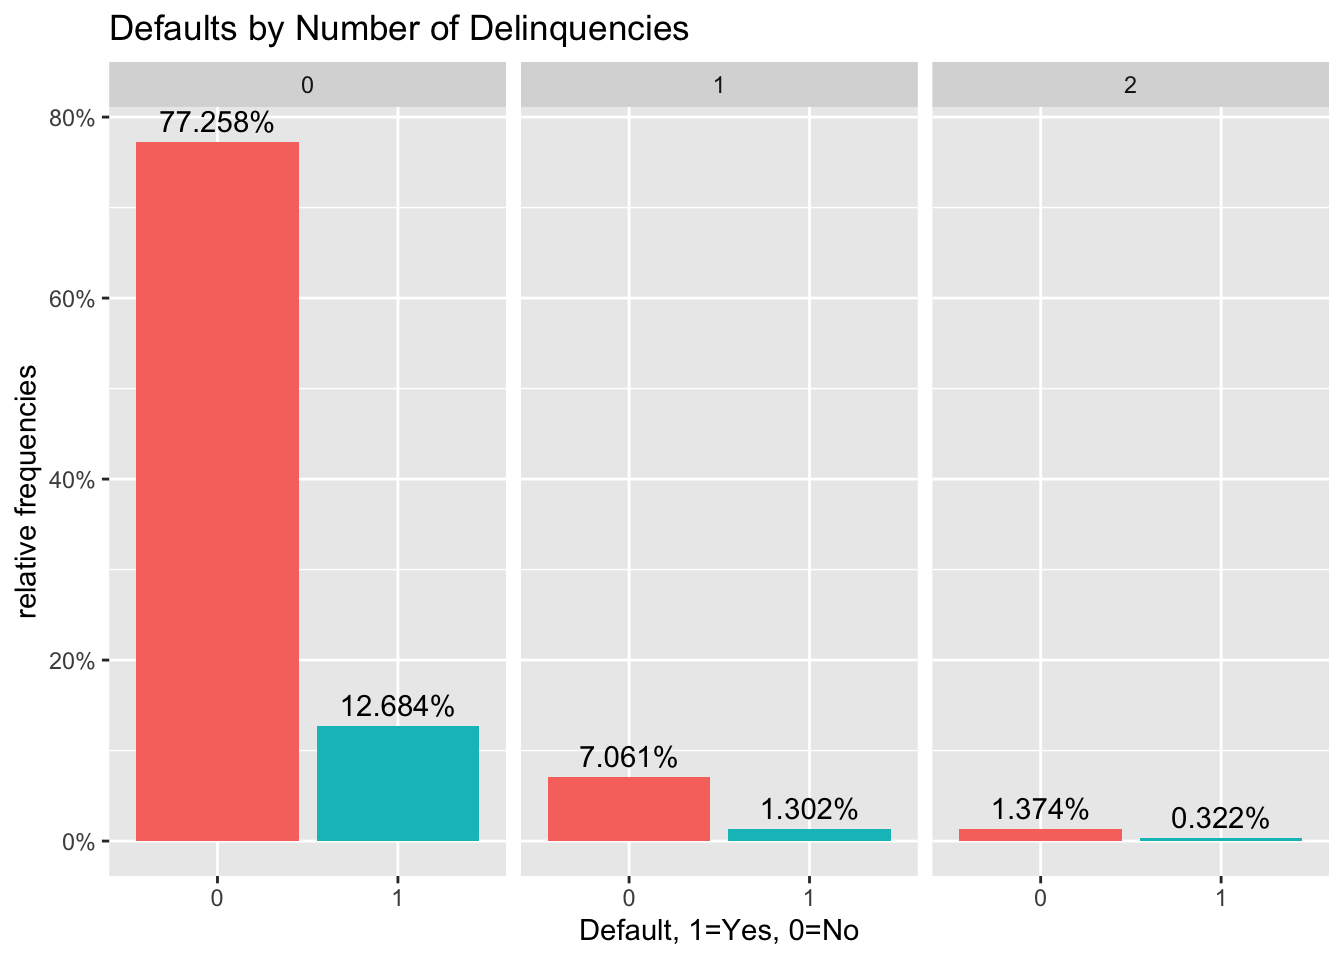 Defaults by Number of Delinquencies
0 1 2
80%
60%
40%
20%
0%
relative frequencies
77.258%
12.684%
7.061%
1.302%
1.374%
0.322%
0 1 0 1 0 1
Default, 1=Yes, 0=No